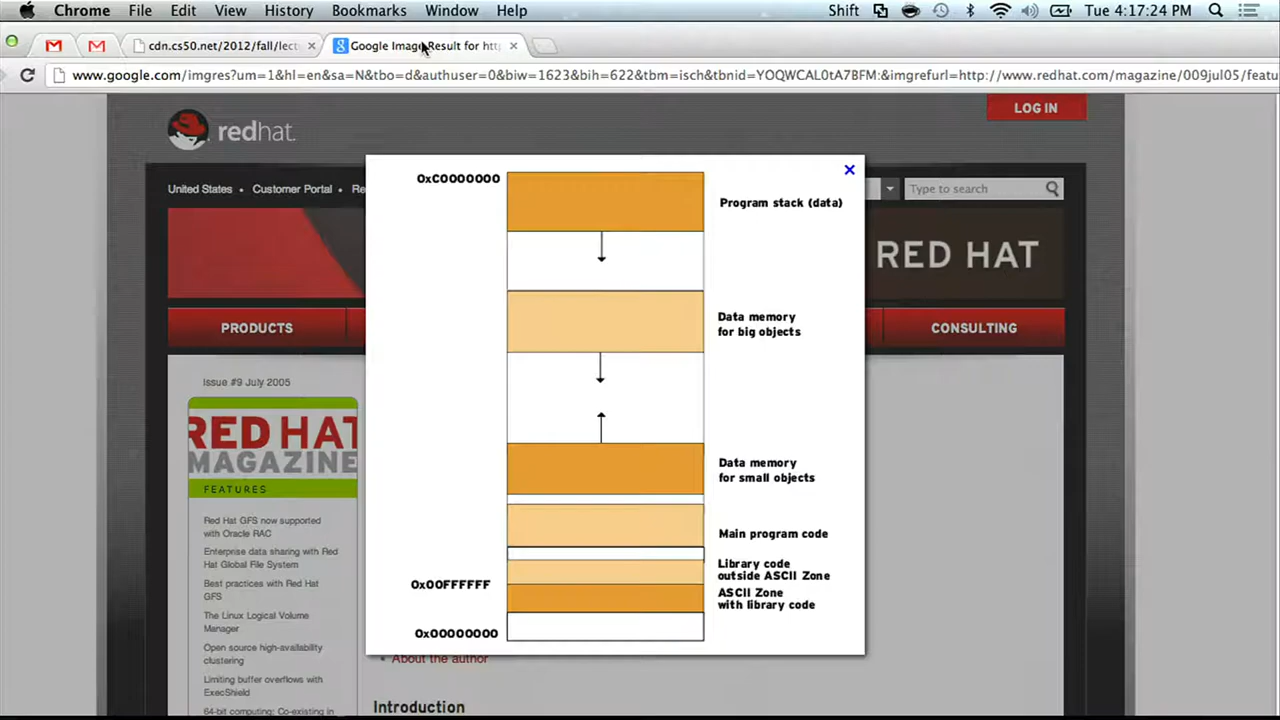 Chrome File Edit View History Bookmarks Window Help Shift Tue 4:17:24 PM
cdn.cs50.net/2012/fall/lect Google Image Result for http
www.google.com/imgres?um=1&hl=en&sa=N&tbo=d&authuser=0&biw=1623&bih=622&tbm=isch&tbnid=YOQWCAL0tA7BFM:&imgrefurl=http://www.redhat.com/magazine/009jul05/featu
LOG IN
redhat.
United States • Customer Portal • Re
Type to search
RED HAT
PRODUCTS
CONSULTING
0xC0000000
Program stack (data)
Data memory
for big objects
Data memory
for small objects
Main program code
Library code
outside ASCII Zone
0x00FFFFFF
ASCII Zone
with library code
0x00000000
Issue #9 July 2005
RED HAT
MAGAZINE
FEATURES
Red Hat GFS now supported
with Oracle RAC
Enterprise data sharing with Red
Hat Global File System
Best practices with Red Hat
GFS
The Linux Logical Volume
Manager
Open source high-availability
clustering
Limiting buffer overflows with
ExecShield
64-bit computing: Co-existing in
• About the author
Introduction